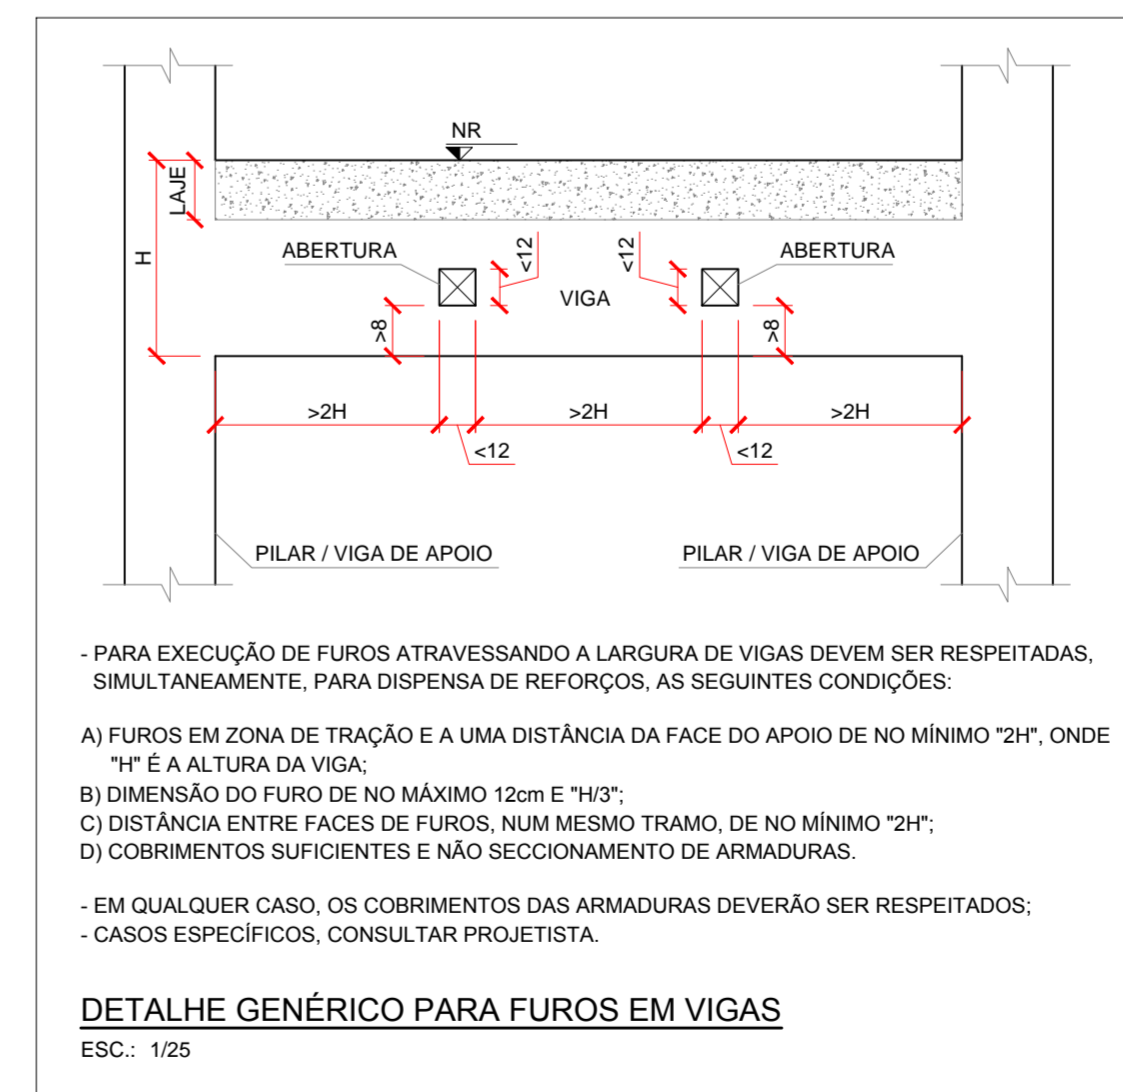 NR
LAJE
H
ABERTURA
<12
<12
ABERTURA
VIGA
>8
>8
>2H
>2H
>2H
<12
<12
PILAR / VIGA DE APOIO
PILAR / VIGA DE APOIO
- PARA EXECUÇÃO DE FUROS ATRAVESSANDO A LARGURA DE VIGAS DEVEM SER RESPEITADAS,
SIMULTANEAMENTE, PARA DISPENSA DE REFORÇOS, AS SEGUINTES CONDIÇÕES:
A) FUROS EM ZONA DE TRAÇÃO E A UMA DISTÂNCIA DA FACE DO APOIO DE NO MÍNIMO "2H", ONDE
"H" É A ALTURA DA VIGA;
B) DIMENSÃO DO FURO DE NO MÁXIMO 12cm E "H/3";
C) DISTÂNCIA ENTRE FACES DE FUROS, NUM MESMO TRAMO, DE NO MÍNIMO "2H";
D) COBRIMENTOS SUFICIENTES E NÃO SECCIONAMENTO DE ARMADURAS.
- EM QUALQUER CASO, OS COBRIMENTOS DAS ARMADURAS DEVERÃO SER RESPEITADOS;
- CASOS ESPECÍFICOS, CONSULTAR PROJETISTA.
DETALHE GENÉRICO PARA FUROS EM VIGAS
ESC.: 1/25